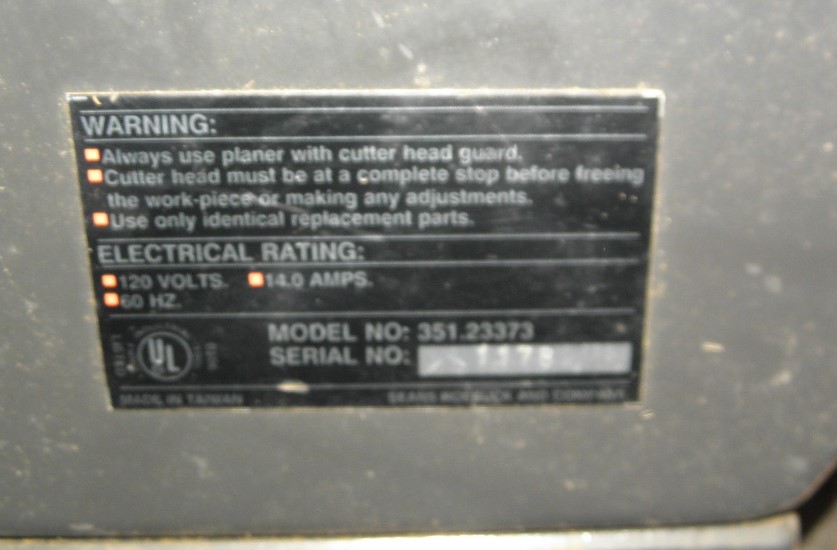 WARNING:
Always use planer with cutter head guard.
Cutter head must be at a complete stop before freeing
the work-piece or making any adjustments.
Use only identical replacement parts.
ELECTRICAL RATING:
120 VOLTS. 14.0 AMPS.
60 HZ.
UL
MODEL NO: 351.23373
SERIAL NO: 1178
MADE IN TAIWAN SEARS ROEBUCK AND COMPANY